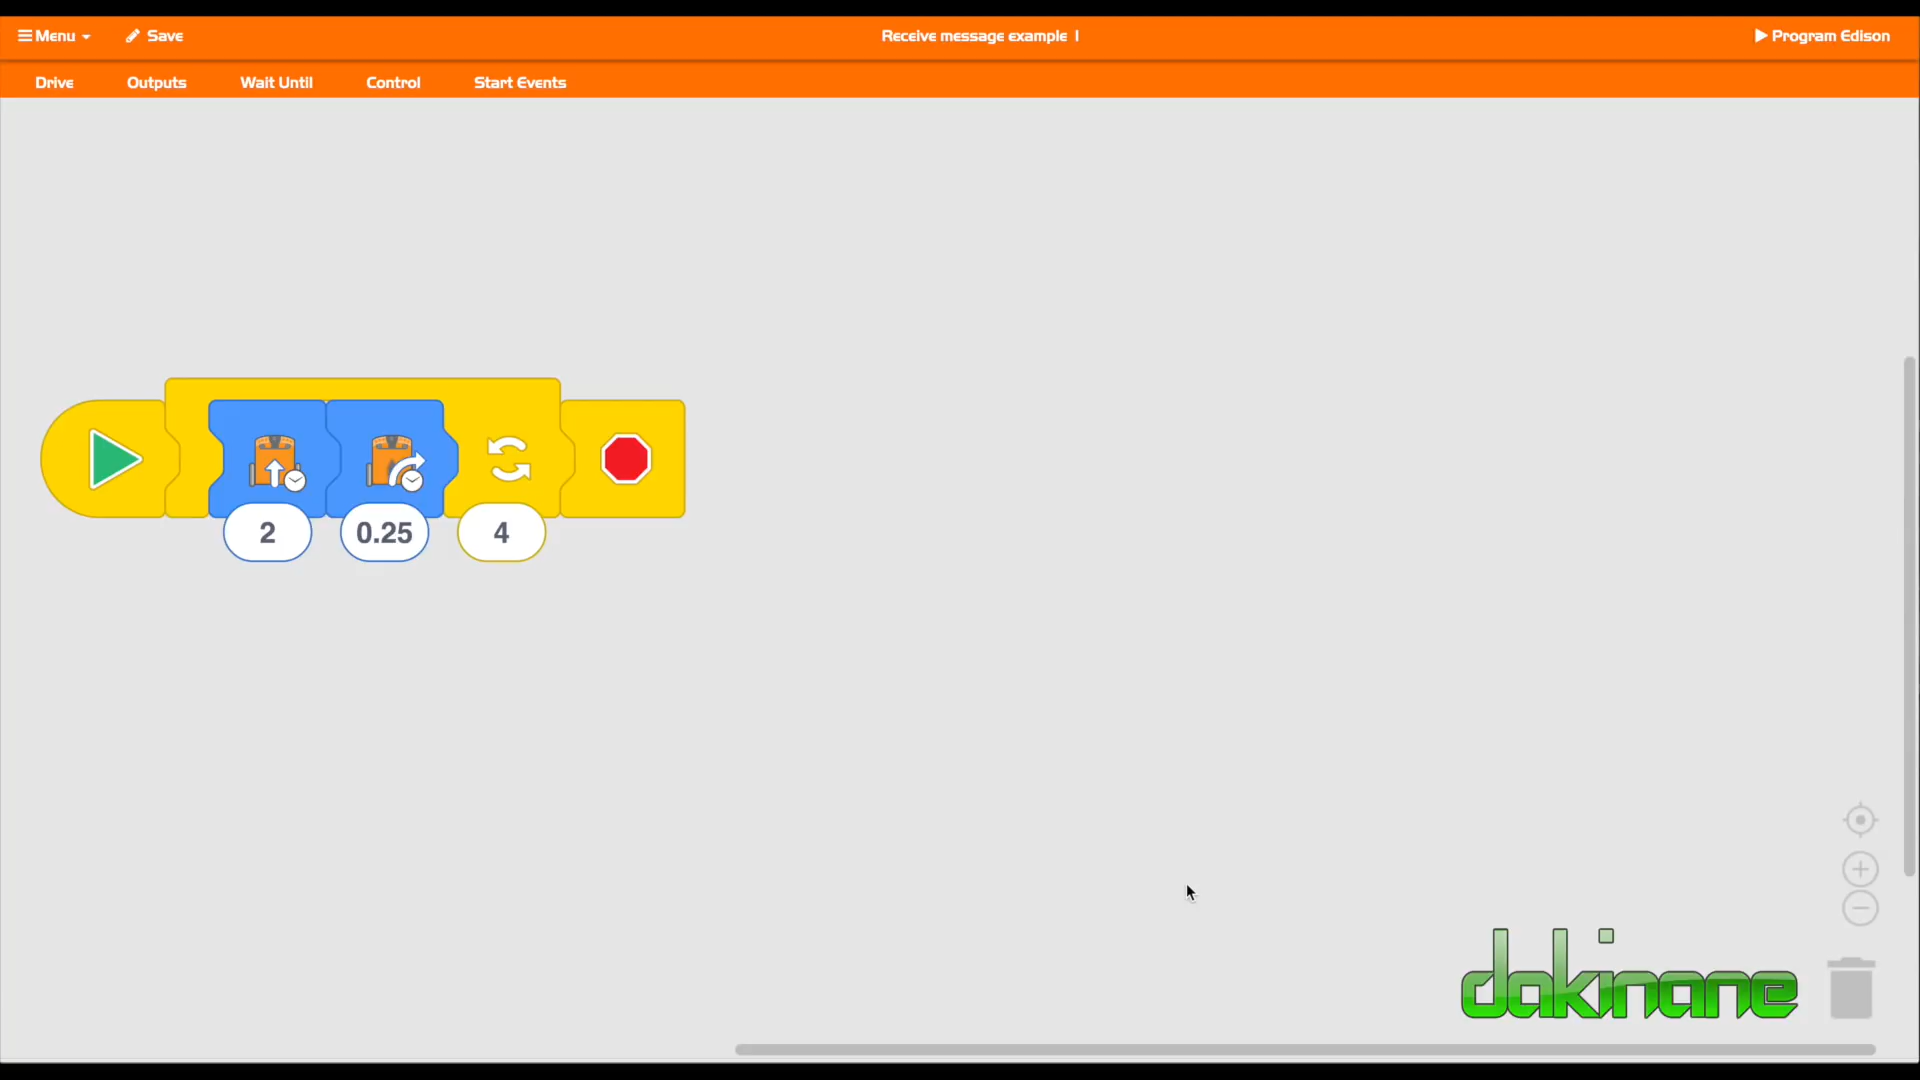 Menu Save Receive message example 1 Program Edison
Drive Outputs Wait Until Control Start Events
2 0.25 4
dakinane